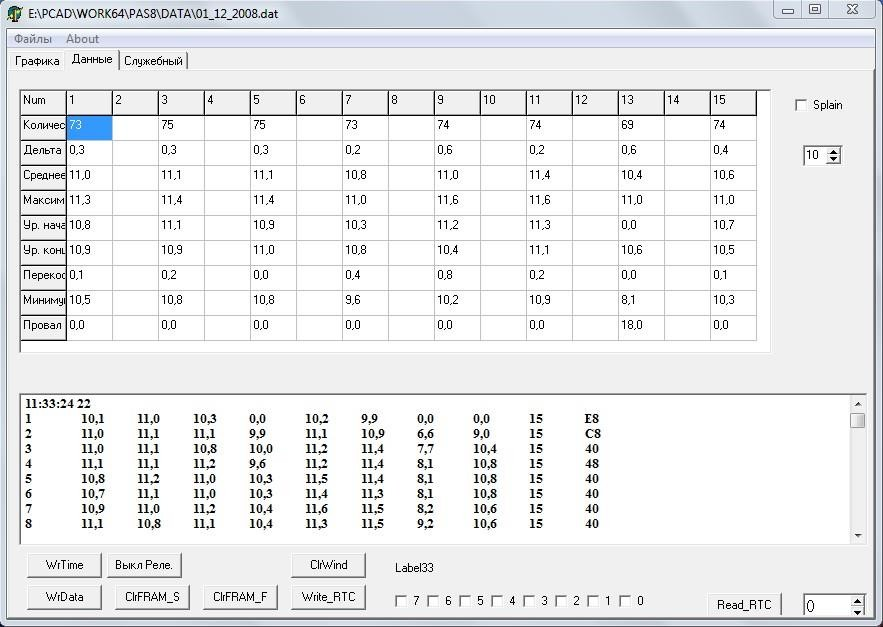 E:\PCAD\WORK64\PAS8\DATA\01_12_2008.dat
Файлы About
Графика Данные Служебный
Num 1 2 3 4 5 6 7 8 9 10 11 12 13 14 15
Количес 73 75 75 73 74 74 69 74
Дельта 0,3 0,3 0,3 0,2 0,6 0,2 0,6 0,4
Среднее 11,0 11,1 11,1 10,8 11,0 11,4 10,4 10,6
Максим 11,3 11,4 11,4 11,0 11,6 11,6 11,0 11,0
Ур. нача 10,8 11,1 10,9 10,3 11,2 11,3 0,0 10,7
Ур. конц 10,9 10,9 11,0 10,8 10,4 11,1 10,6 10,5
Перекос 0,1 0,2 0,0 0,4 0,8 0,2 0,0 0,1
Минимум 10,5 10,8 10,8 9,6 10,2 10,9 8,1 10,3
Провал 0,0 0,0 0,0 0,0 0,0 0,0 18,0 0,0
Splain
10
11:33:24 22
1 10,1 11,0 10,3 0,0 10,2 9,9 0,0 0,0 15 E8
2 11,0 11,1 11,1 9,9 11,1 10,9 6,6 9,0 15 C8
3 11,0 11,1 10,8 10,0 11,2 11,4 7,7 10,4 15 40
4 11,1 11,1 11,2 9,6 11,2 11,4 8,1 10,8 15 48
5 10,8 11,2 11,0 10,3 11,5 11,4 8,1 10,8 15 40
6 10,7 11,1 11,0 10,3 11,4 11,3 8,1 10,8 15 40
7 10,9 11,0 11,2 10,4 11,6 11,5 8,2 10,6 15 40
8 11,1 10,8 11,1 10,4 11,3 11,5 9,2 10,6 15 40
WrTime Выкл Реле. ClrWind Label33
WrData ClrFRAM_S ClrFRAM_F Write_RTC 7 6 5 4 3 2 1 0 Read_RTC 0